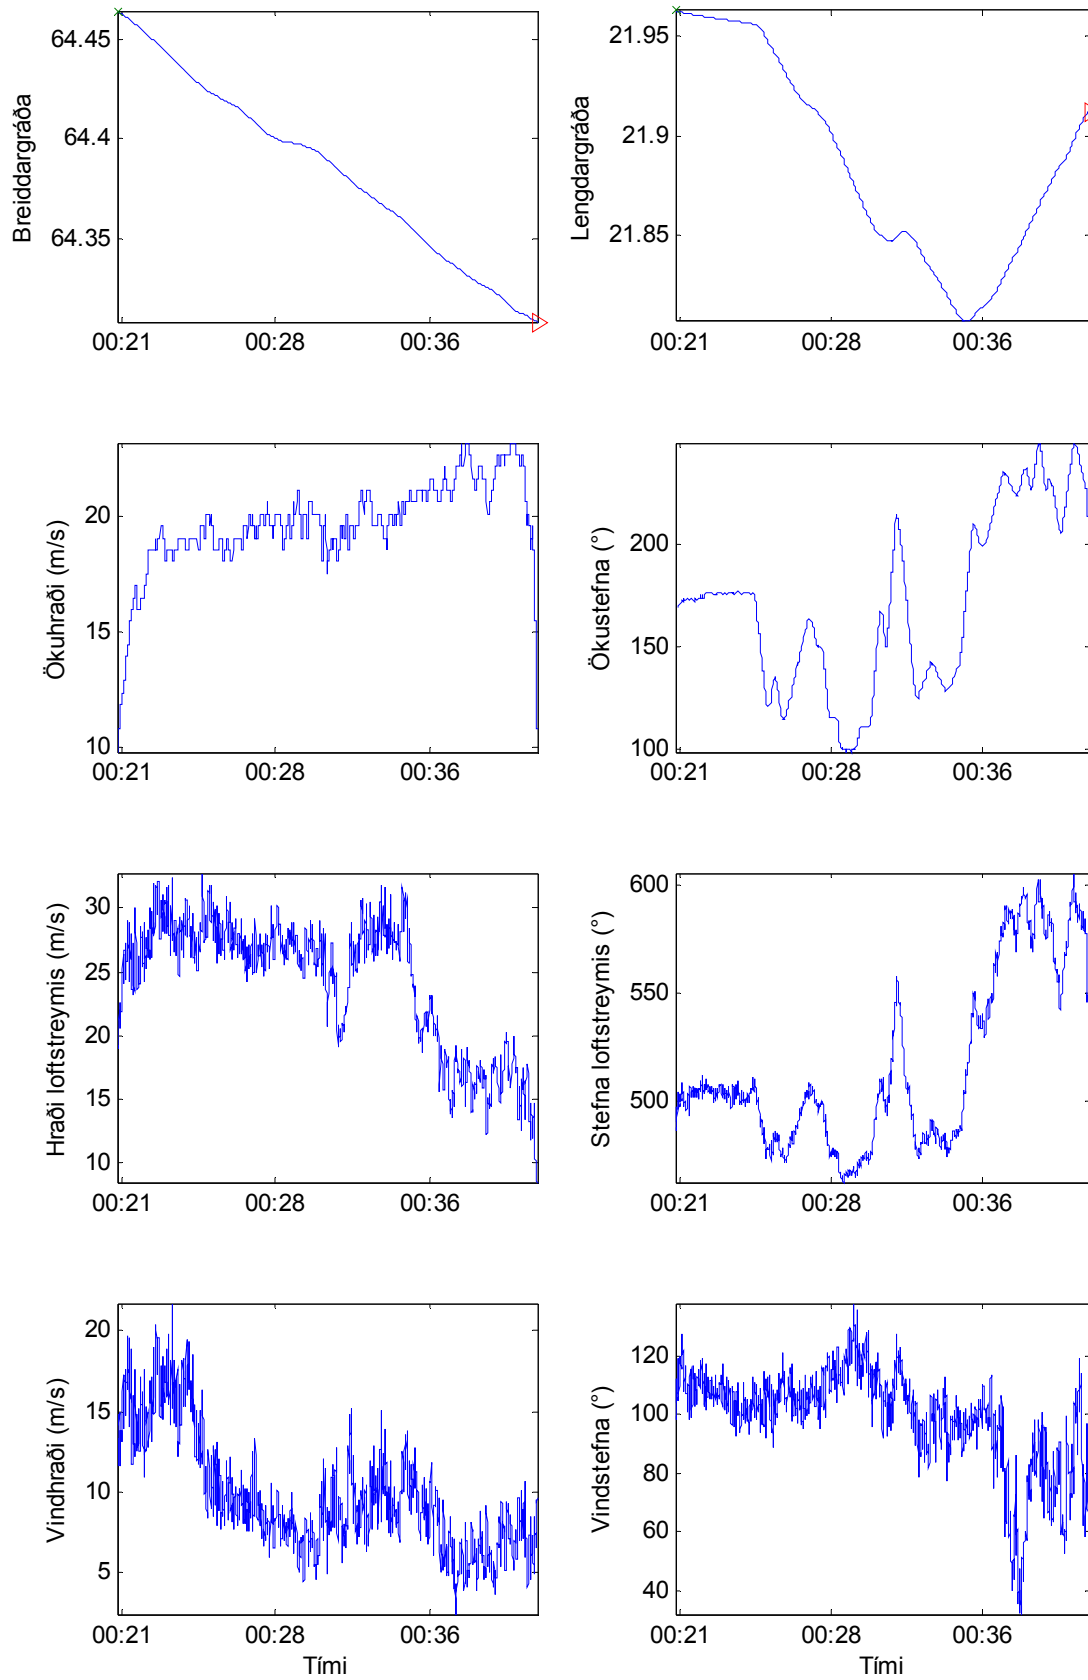 Breiddargráða
64.45
64.4
64.35
00:21 00:28 00:36
Lengdargráða
21.95
21.9
21.85
00:21 00:28 00:36
Ökuhraði (m/s)
20
15
10
00:21 00:28 00:36
Ökustefna (°)
200
150
100
00:21 00:28 00:36
Hraði loftstreymis (m/s)
30
25
20
15
10
00:21 00:28 00:36
Stefna loftstreymis (°)
600
550
500
00:21 00:28 00:36
Vindhraði (m/s)
20
15
10
5
00:21 00:28 00:36
Tími
Vindstefna (°)
120
100
80
60
40
00:21 00:28 00:36
Tími